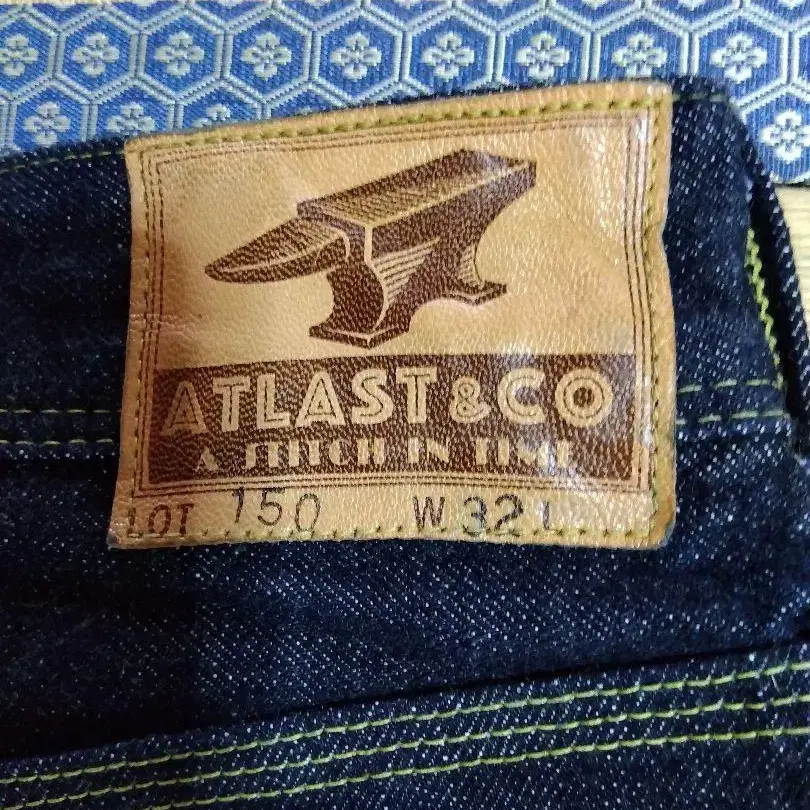 ATLAST & CO
A STITCH IN TIME
LOT 150 W 32